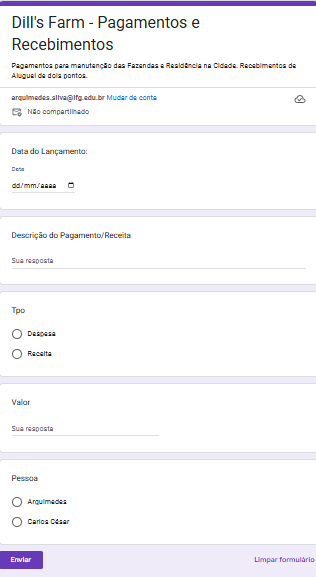 Dill's Farm - Pagamentos e
Recebimentos
Pagamentos para manutenção das Fazendas e Residência na Cidade. Recebimentos de
Aluguel de dois pontos.
arquimedes.silva@ifg.edu.br Mudar de conta
Não compartilhado
Data do Lançamento:
Data
dd/mm/aaaa
Descrição do Pagamento/Receita
Sua resposta
Tpo
Despesa
Receita
Valor
Sua resposta
Pessoa
Arquimedes
Carlos César
Enviar Limpar formulário